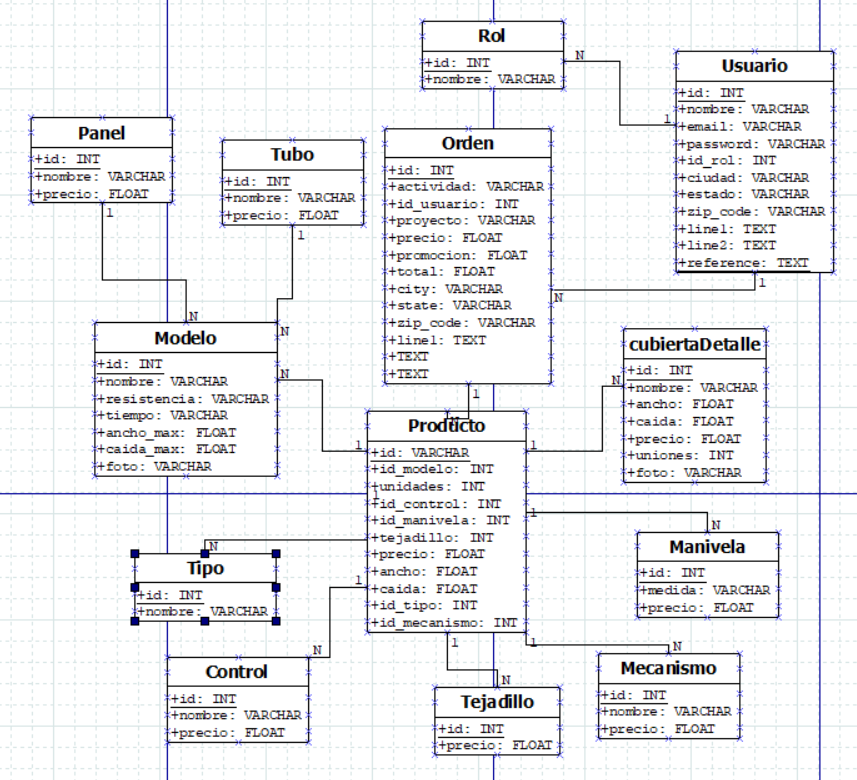 Rol
+id: INT
+nombre: VARCHAR
N
1
Usuario
+id: INT
+nombre: VARCHAR
+email: VARCHAR
+password: VARCHAR
+id_rol: INT
+ciudad: VARCHAR
+estado: VARCHAR
+zip_code: VARCHAR
+line1: TEXT
+line2: TEXT
+reference: TEXT
1
N
Panel
+id: INT
+nombre: VARCHAR
+precio: FLOAT
1
N
Tubo
+id: INT
+nombre: VARCHAR
+precio: FLOAT
1
N
Orden
+id: INT
+actividad: VARCHAR
+id_usuario: INT
+proyecto: VARCHAR
+precio: FLOAT
+promocion: FLOAT
+total: FLOAT
+city: VARCHAR
+state: VARCHAR
+zip_code: VARCHAR
+line1: TEXT
+TEXT
+TEXT
1
N
Modelo
+id: INT
+nombre: VARCHAR
+resistencia: VARCHAR
+tiempo: VARCHAR
+ancho_max: FLOAT
+caida_max: FLOAT
+foto: VARCHAR
N
1
cubiertaDetalle
+id: INT
+nombre: VARCHAR
+ancho: FLOAT
+caida: FLOAT
+precio: FLOAT
+uniones: INT
+foto: VARCHAR
N
1
Producto
+id: VARCHAR
+id_modelo: INT
+unidades: INT
+id_control: INT
+id_manivela: INT
+tejadillo: INT
+precio: FLOAT
+ancho: FLOAT
+caida: FLOAT
+id_tipo: INT
+id_mecanismo: INT
1
N
Manivela
+id: INT
+medida: VARCHAR
+precio: FLOAT
1
N
Tipo
+id: INT
+nombre: VARCHAR
1
N
Control
+id: INT
+nombre: VARCHAR
+precio: FLOAT
1
N
Tejadillo
+id: INT
+precio: FLOAT
1
N
Mecanismo
+id: INT
+nombre: VARCHAR
+precio: FLOAT
1
N